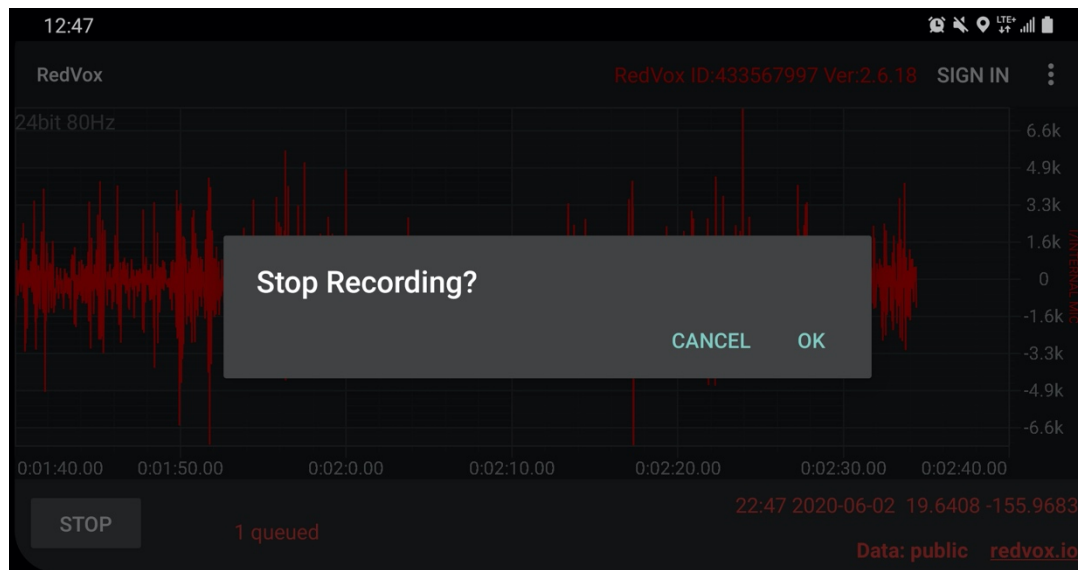 12:47 LTE+
RedVox RedVox ID:433567997 Ver:2.6.18 SIGN IN
24bit 80Hz
6.6k
4.9k
3.3k
1.6k
0
-1.6k
-3.3k
-4.9k
-6.6k
I/INTERNAL MIC
Stop Recording?
CANCEL OK
0:01:40.00 0:01:50.00 0:02:0.00 0:02:10.00 0:02:20.00 0:02:30.00 0:02:40.00
STOP
1 queued
22:47 2020-06-02 19.6408 -155.9683
Data: public redvox.io